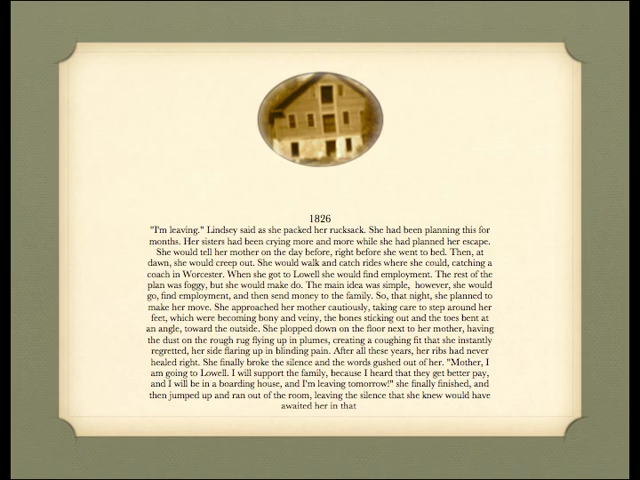 1826
"I'm leaving." Lindsey said as she packed her rucksack. She had been planning this for
months. Her sisters had been crying more and more while she had planned her escape.
She would tell her mother on the day before, right before she went to bed. Then, at
dawn, she would creep out. She would walk and catch rides where she could, catching a
coach in Worcester. When she got to Lowell she would find employment. The rest of the
plan was foggy, but she would make do. The main idea was simple, however, she would
go, find employment, and then send money to the family. So, that night, she planned to
make her move. She approached her mother cautiously, taking care to step around her
feet, which were becoming bony and veiny, the bones sticking out and the toes bent at
an angle, toward the outside. She plopped down on the floor next to her mother, having
the dust on the rough rug flying up in plumes, creating a coughing fit that she instantly
regretted, her side flaring up in blinding pain. After all these years, her ribs had never
healed right. She finally broke the silence and the words gushed out of her. "Mother, I
am going to Lowell. I will support the family, because I heard that they get better pay,
and I will be in a boarding house, and I'm leaving tomorrow!" she finally finished, and
then jumped up and ran out of the room, leaving the silence that she knew would have
awaited her in that